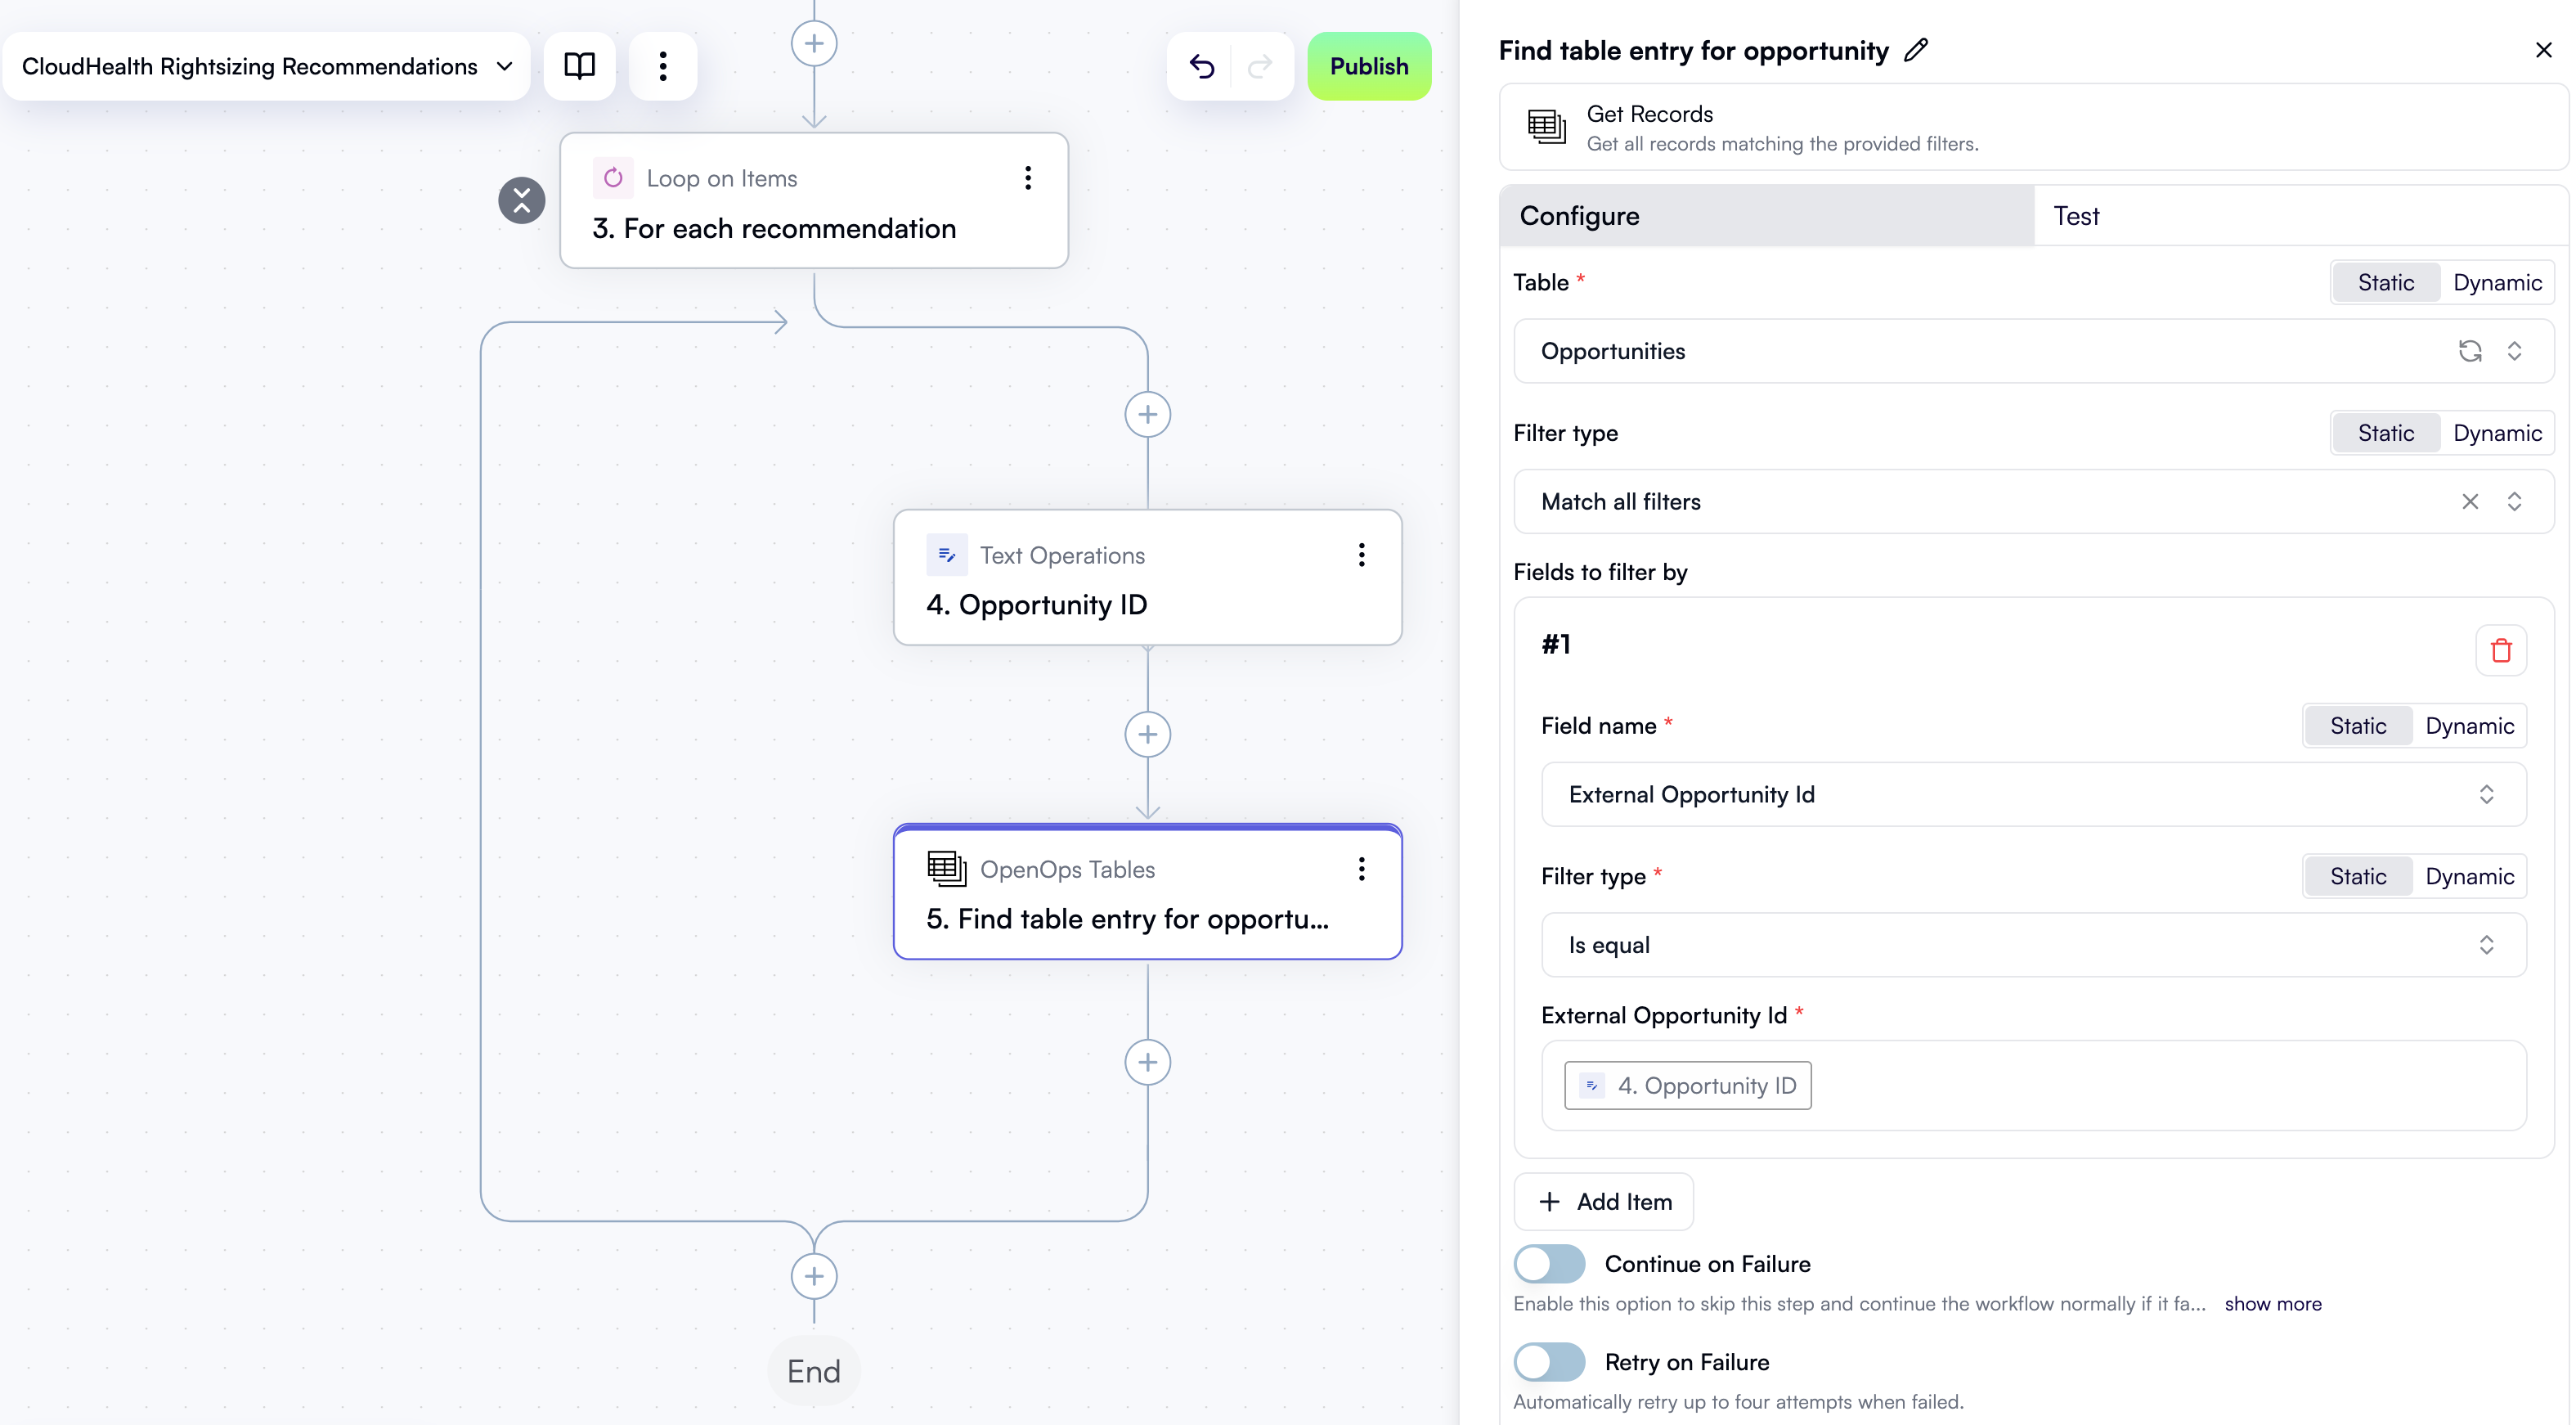 CloudHealth Rightsizing Recommendations
Publish
Loop on Items
3. For each recommendation
Text Operations
4. Opportunity ID
OpenOps Tables
5. Find table entry for opportu...
End
Find table entry for opportunity
Get Records
Get all records matching the provided filters.
Configure
Test
Table *
Static Dynamic
Opportunities
Filter type
Static Dynamic
Match all filters
Fields to filter by
#1
Field name *
Static Dynamic
External Opportunity Id
Filter type *
Static Dynamic
Is equal
External Opportunity Id *
4. Opportunity ID
Add Item
Continue on Failure
Enable this option to skip this step and continue the workflow normally if it fa... show more
Retry on Failure
Automatically retry up to four attempts when failed.